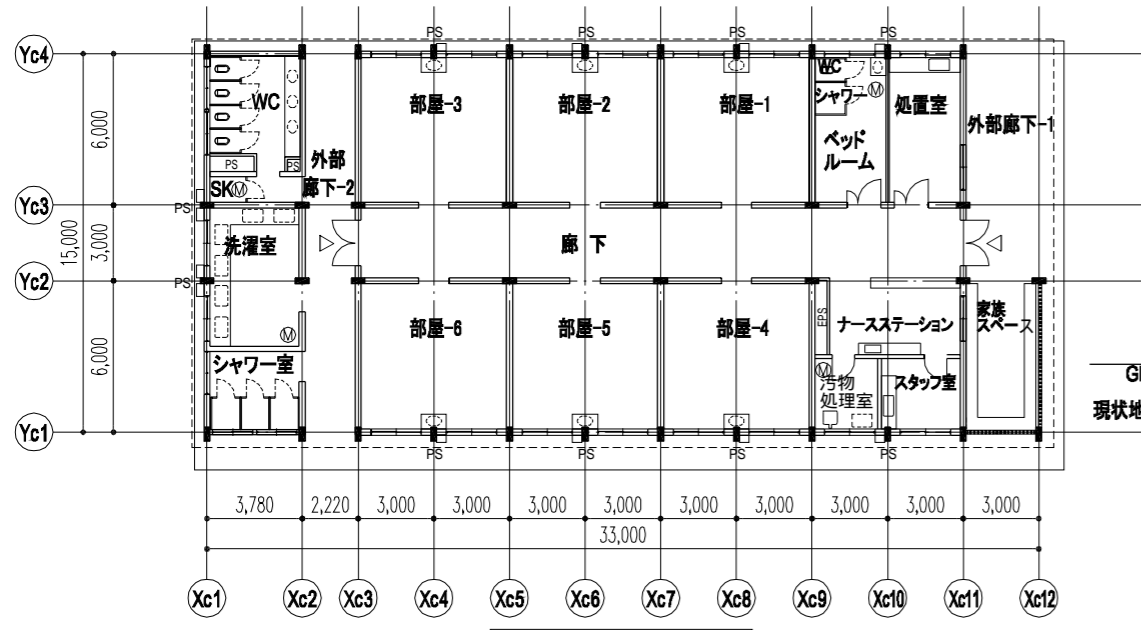 PS PS PS PS
Yc4
WC
部屋-3
部屋-2
部屋-1
WC
シャワー M
処置室
ベッド
ルーム
外部廊下-1
6,000
PS PS
外部
廊下-2
SK M
Yc3
PS
15,000
3,000
洗濯室
廊 下
Yc2
PS
部屋-6
部屋-5
部屋-4
EPS
ナースステーション
家族
スペース
6,000
M
シャワー室
M
汚物
処理室
スタッフ室
G
現状地
Yc1
PS PS PS PS
3,780 2,220 3,000 3,000 3,000 3,000 3,000 3,000 3,000 3,000 3,000
33,000
Xc1 Xc2 Xc3 Xc4 Xc5 Xc6 Xc7 Xc8 Xc9 Xc10 Xc11 Xc12